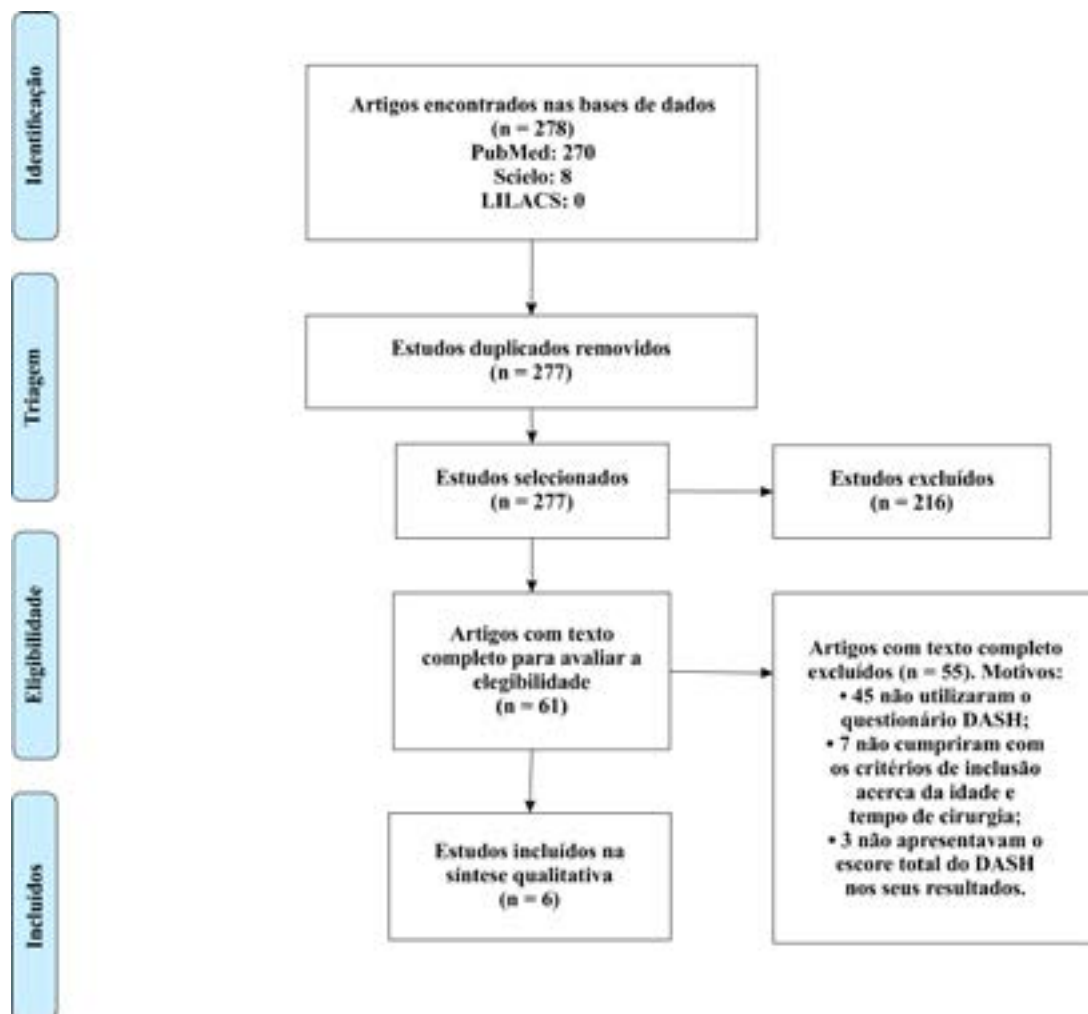 Identificação
Artigos encontrados nas bases de dados
(n = 278)
PubMed: 270
Scielo: 8
LILACS: 0
Triagem
Estudos duplicados removidos
(n = 277)
Estudos selecionados
(n = 277)
Estudos excluídos
(n = 216)
Eligibilidade
Artigos com texto
completo para avaliar a
elegibilidade
(n = 61)
Artigos com texto completo
excluídos (n = 55). Motivos:
• 45 não utilizaram o
questionário DASH;
• 7 não cumpriram com
os critérios de inclusão
acerca da idade e
tempo de cirurgia;
• 3 não apresentavam o
escore total do DASH
nos seus resultados.
Incluídos
Estudos incluídos na
síntese qualitativa
(n = 6)